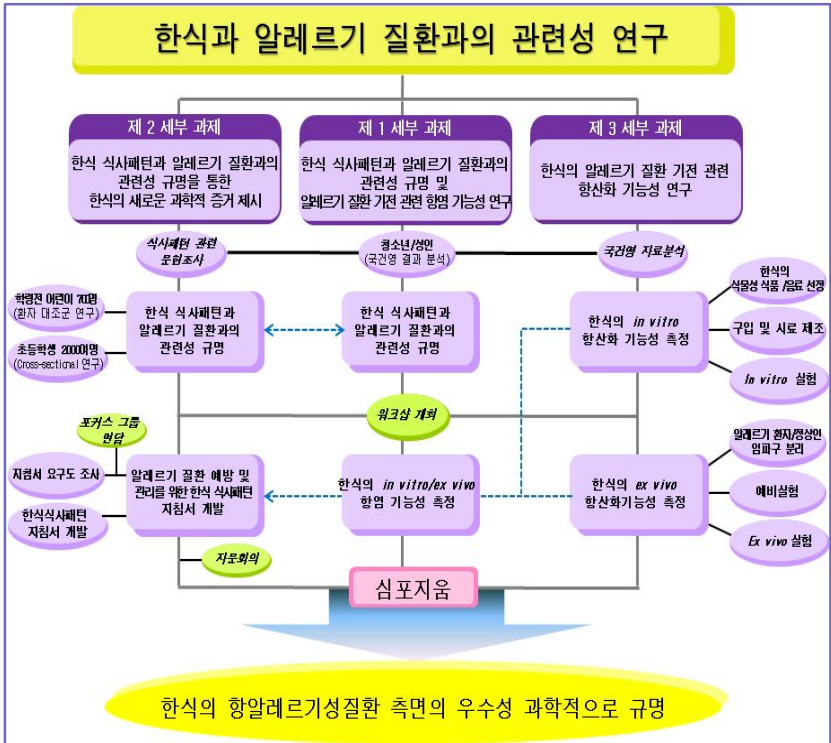 한식과 알레르기 질환과의 관련성 연구
제 2 세부 과제
한식 식사패턴과 알레르기 질환과의
관련성 규명을 통한
한식의 새로운 과학적 증거 제시
제 1 세부 과제
한식 식사패턴과 알레르기 질환과의
관련성 규명 및
알레르기 질환 기전 관련 항염 기능성 연구
제 3 세부 과제
한식의 알레르기 질환 기전 관련
항산화 기능성 연구
식사패턴 관련
문헌조사
청소년/성인
(국건영 결과 분석)
국건영 자료분석
학령전 어린이 700명
(환자 대조군 연구)
초등학생 2000여명
(Cross-sectional 연구)
한식 식사패턴과
알레르기 질환과의
관련성 규명
한식 식사패턴과
알레르기 질환과의
관련성 규명
한식의 in vitro
항산화 기능성 측정
한식의
식물성 식품 /음료 선정
구입 및 시료 제조
In vitro 실험
워크샵 개최
포커스 그룹
면담
지침서 요구도 조사
한식식사패턴
지침서 개발
알레르기 질환 예방 및
관리를 위한 한식 식사패턴
지침서 개발
자문회의
한식의 in vitro/ex vivo
항염 기능성 측정
한식의 ex vivo
항산화기능성 측정
알레르기 환자/정상인
임파구 분리
예비실험
Ex vivo 실험
심포지움
한식의 항알레르기성질환 측면의 우수성 과학적으로 규명